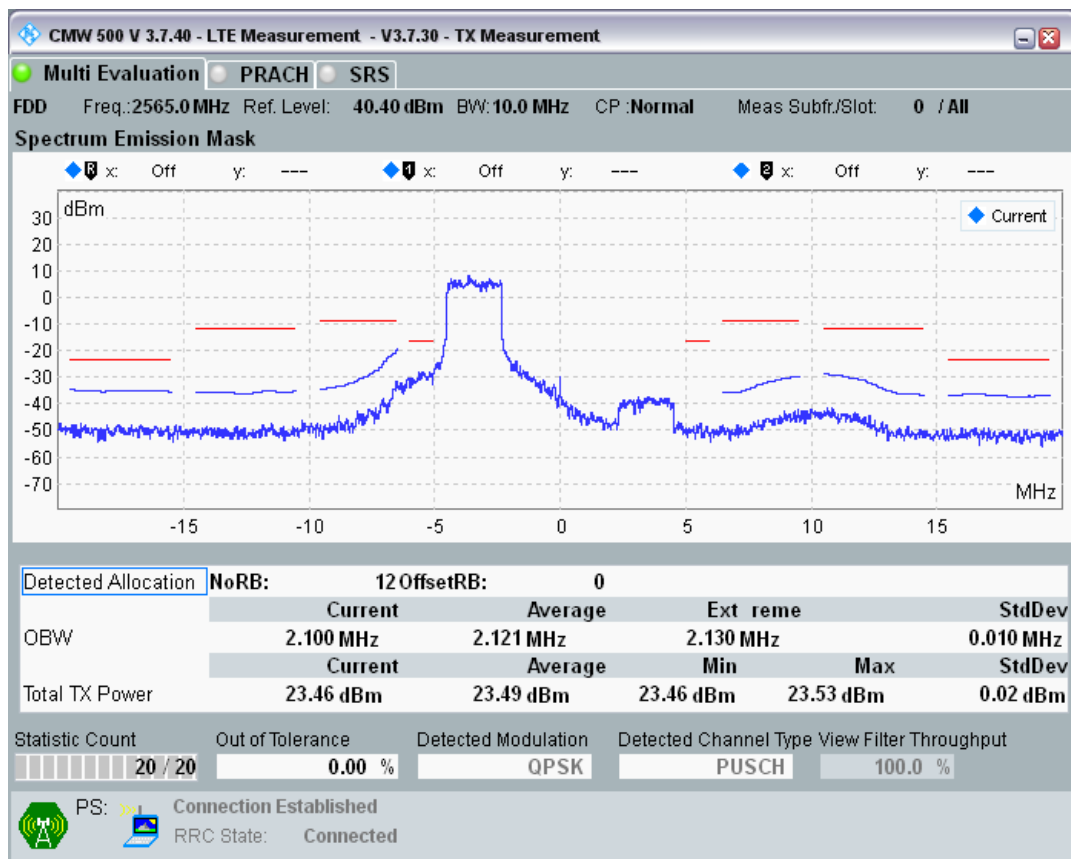 CMW 500 V 3.7.40 - LTE Measurement - V3.7.30 - TX Measurement
Multi Evaluation PRACH SRS
FDD Freq.:2565.0 MHz Ref. Level: 40.40 dBm BW: 10.0 MHz CP :Normal Meas Subfr./Slot: 0 / All
Spectrum Emission Mask
R x: Off y: --- 1 x: Off y: --- 2 x: Off y: ---
dBm
Current
30
20
10
0
-10
-20
-30
-40
-50
-60
-70
MHz
-15 -10 -5 0 5 10 15
Detected Allocation NoRB: 12 OffsetRB: 0
Current Average Ext reme StdDev
OBW 2.100 MHz 2.121 MHz 2.130 MHz 0.010 MHz
Current Average Min Max StdDev
Total TX Power 23.46 dBm 23.49 dBm 23.46 dBm 23.53 dBm 0.02 dBm
Statistic Count Out of Tolerance Detected Modulation Detected Channel Type View Filter Throughput
20 / 20 0.00 % QPSK PUSCH 100.0 %
PS: Connection Established
RRC State: Connected